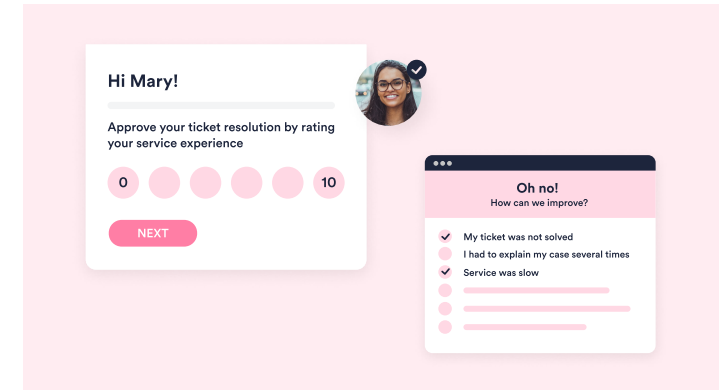 Hi Mary!
Approve your ticket resolution by rating
your service experience
0
10
NEXT
Oh no!
How can we improve?
My ticket was not solved
I had to explain my case several times
Service was slow